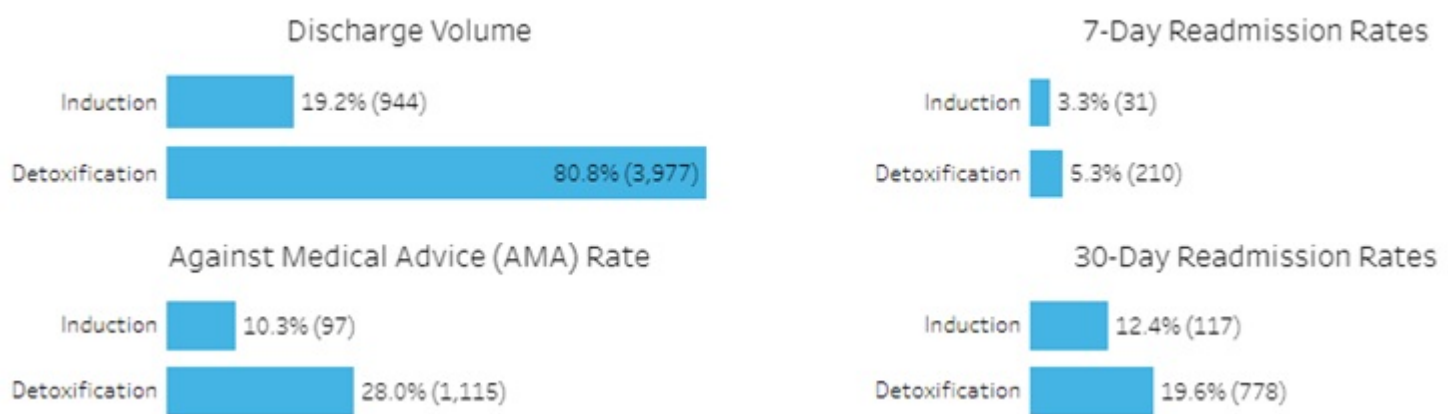 Discharge Volume
Induction 19.2% (944)
Detoxification 80.8% (3,977)
7-Day Readmission Rates
Induction 3.3% (31)
Detoxification 5.3% (210)
Against Medical Advice (AMA) Rate
Induction 10.3% (97)
Detoxification 28.0% (1,115)
30-Day Readmission Rates
Induction 12.4% (117)
Detoxification 19.6% (778)